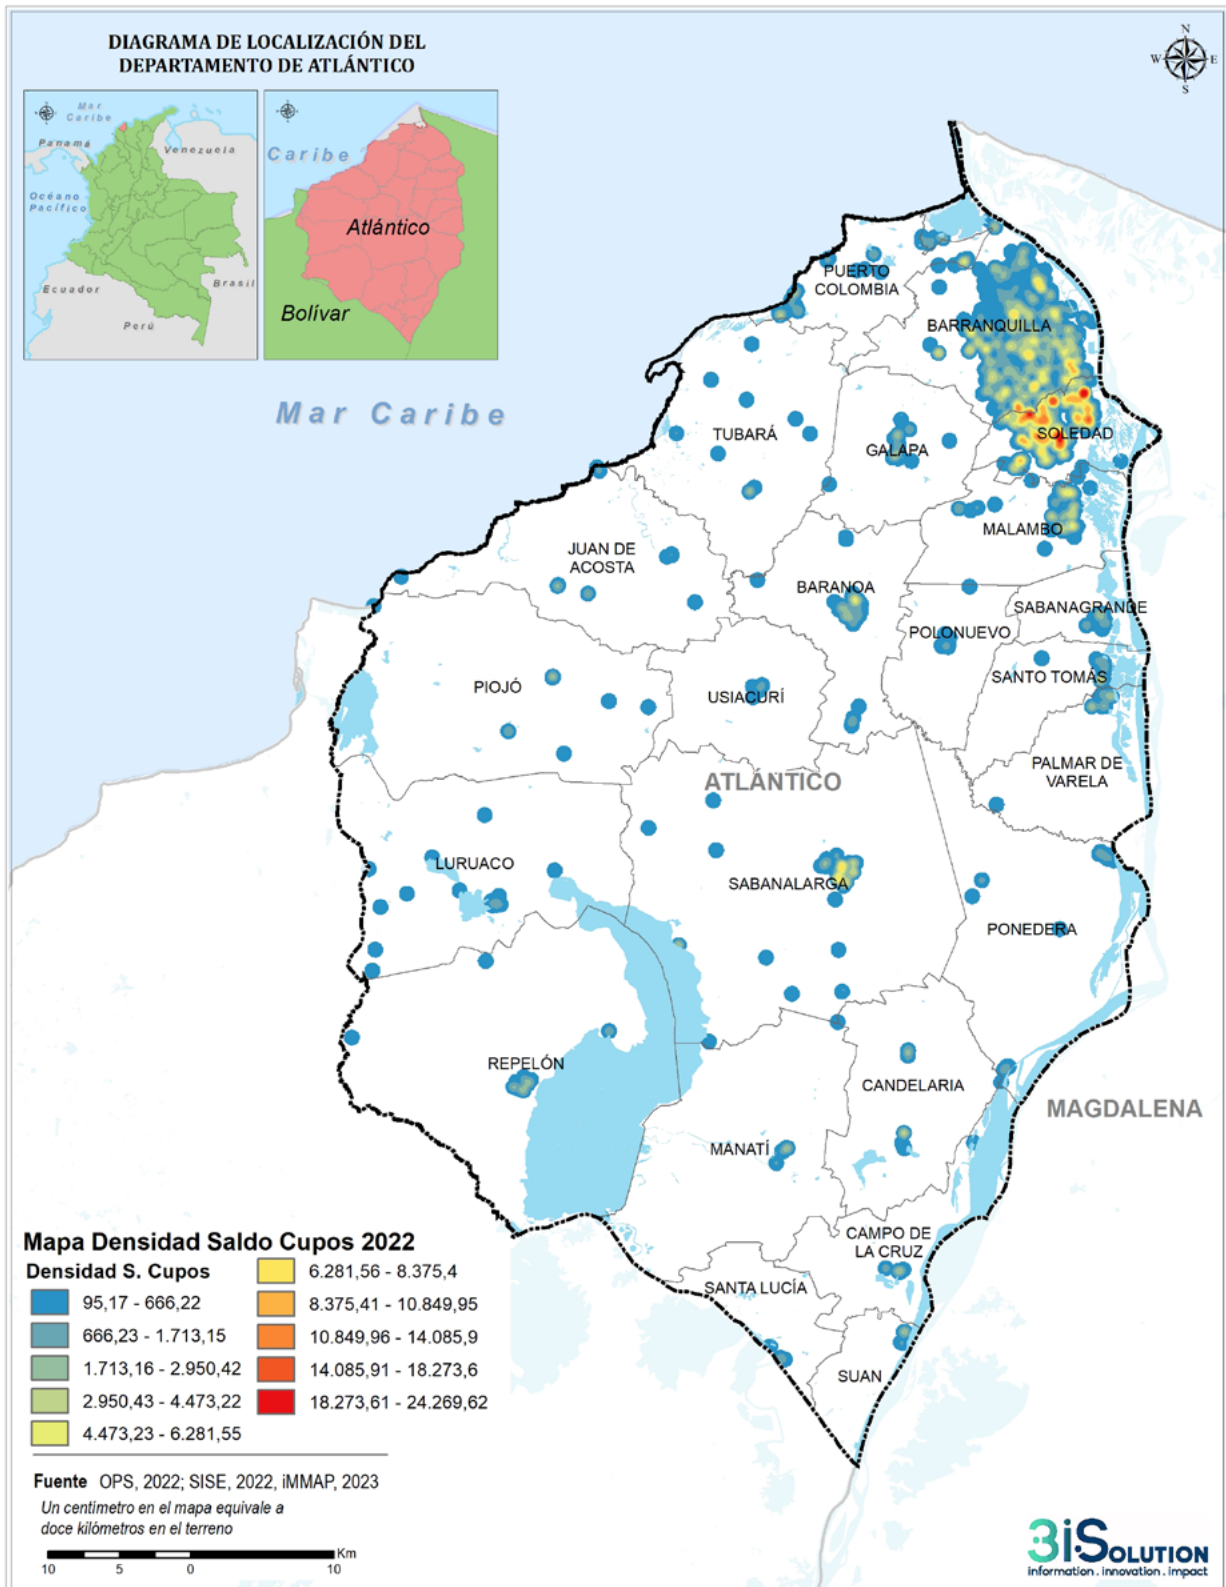 DIAGRAMA DE LOCALIZACIÓN DEL
DEPARTAMENTO DE ATLÁNTICO
N
W
E
S
Mar
Caribe
Panamá
Venezuela
Océano
Pacífico
Ecuador
Brasil
Perú
Caribe
Atlántico
Bolívar
Mar Caribe
PUERTO
COLOMBIA
BARRANQUILLA
TUBARÁ
GALAPA
SOLEDAD
MALAMBO
JUAN DE
ACOSTA
BARANOA
SABANAGRANDE
POLONUEVO
PIOJÓ
USIACURÍ
SANTO TOMÁS
ATLÁNTICO
PALMAR DE
VARELA
LURUACO
SABANALARGA
PONEDERA
REPELÓN
CANDELARIA
MAGDALENA
MANATÍ
CAMPO DE
LA CRUZ
SANTA LUCÍA
SUAN
Mapa Densidad Saldo Cupos 2022
Densidad S. Cupos
95,17 - 666,22
666,23 - 1.713,15
1.713,16 - 2.950,42
2.950,43 - 4.473,22
4.473,23 - 6.281,55
6.281,56 - 8.375,4
8.375,41 - 10.849,95
10.849,96 - 14.085,9
14.085,91 - 18.273,6
18.273,61 - 24.269,62
Fuente OPS, 2022; SISE, 2022, iMMAP, 2023
Un centimetro en el mapa equivale a
doce kilómetros en el terreno
Km
10 5 0 10
3iSOLUTION
information . innovation . impact